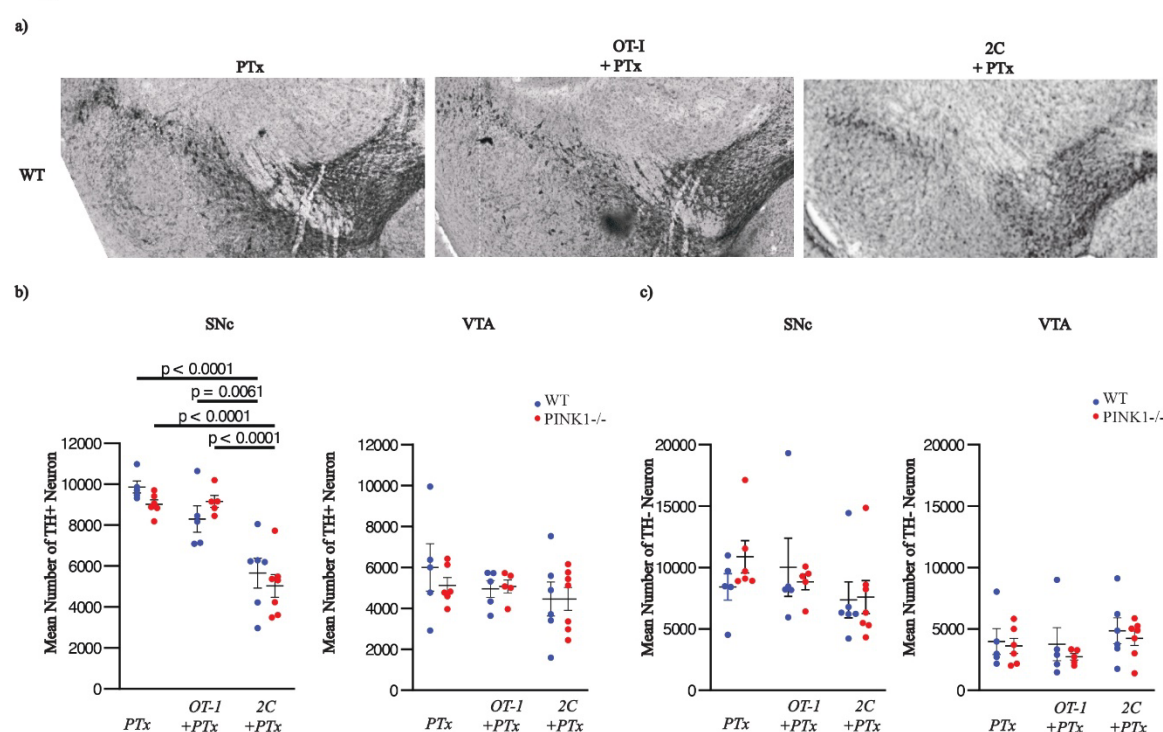 a)
PTx
OT-I
+ PTx
2C
+ PTx
WT
b)
SNc
VTA
p < 0.0001
p = 0.0061
p < 0.0001
p < 0.0001
WT
PINK1-/-
Mean Number of TH+ Neuron
12000
10000
8000
6000
4000
2000
0
PTx
OT-1
+PTx
2C
+PTx
Mean Number of TH+ Neuron
12000
10000
8000
6000
4000
2000
0
PTx
OT-1
+PTx
2C
+PTx
c)
SNc
VTA
WT
PINK1-/-
Mean Number of TH- Neuron
20000
15000
10000
5000
0
PTx
OT-1
+PTx
2C
+PTx
Mean Number of TH- Neuron
20000
15000
10000
5000
0
PTx
OT-1
+PTx
2C
+PTx